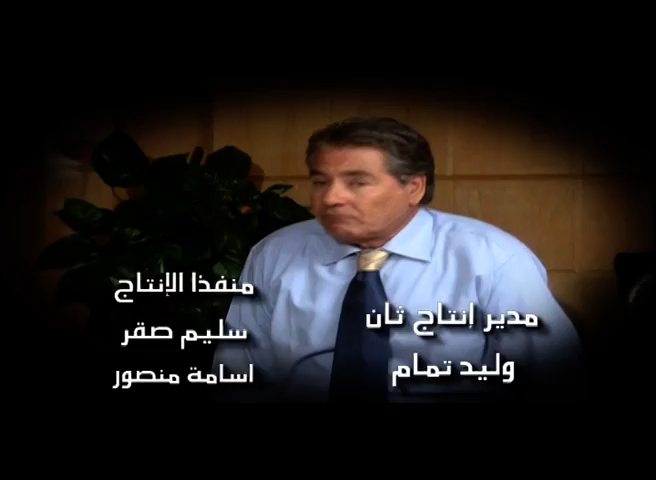 مدير إنتاج ثان
وليد تمام
منفذا الإنتاج
سليم صقر
اسامة منصور